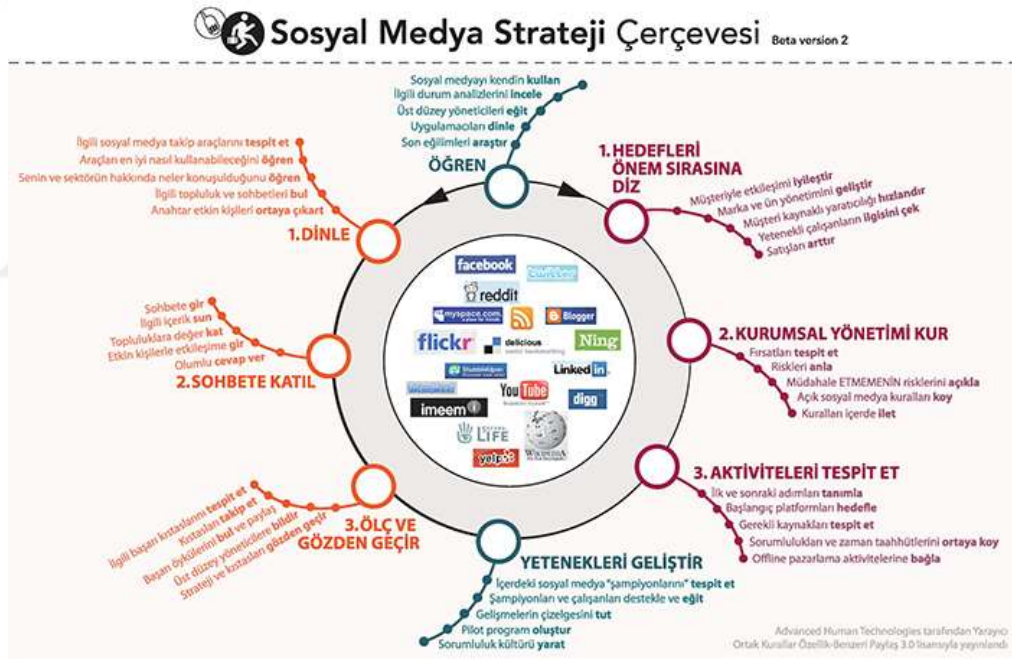 Sosyal Medya Strateji Çerçevesi Beta version 2
Sosyal medyayı kendin kullan
İlgili durum analizlerini incele
Üst düzey yöneticileri eğit
Uygulamacıları dinle
Son eğilimleri araştır
ÖĞREN
1. HEDEFLERİ
ÖNEM SIRASINA
DİZ
Müşteriyle etkileşimi iyileştir
Marka ve ün yönetimini geliştir
Müşteri kaynaklı yaratıcılığı hızlandır
Yetenekli çalışanların ilgisini çek
Satışları arttır
2. KURUMSAL YÖNETİMİ KUR
Fırsatları tespit et
Riskleri anla
Müdahale ETMEMENİN risklerini açıkla
Açık sosyal medya kuralları koy
Kuralları içerde ilet
3. AKTİVİTELERİ TESPİT ET
İlk ve sonraki adımları tanımla
Başlangıç platformları hedefle
Gerekli kaynakları tespit et
Sorumlulukları ve zaman taahhütlerini ortaya koy
Offline pazarlama aktivitelerine bağla
YETENEKLERİ GELİŞTİR
İçerdeki sosyal medya "şampiyonlarını" tespit et
Şampiyonları ve çalışanları destekle ve eğit
Gelişmelerin çizelgesini tut
Pilot program oluştur
Sorumluluk kültürü yarat
İlgili sosyal medya takip araçlarını tespit et
Araçları en iyi nasıl kullanabileceğini öğren
Senin ve sektörün hakkında neler konuşulduğunu öğren
İlgili topluluk ve sohbetleri bul
Anahtar etkin kişileri ortaya çıkart
1. DİNLE
Sohbete gir
İlgili içerik sun
Topluluklara değer kat
Etkin kişilerle etkileşime gir
Olumlu cevap ver
2. SOHBETE KATIL
3. ÖLÇ VE
GÖZDEN GEÇİR
İlgili başarı kıstaslarını tespit et
Kıstasları takip et
Başarı öykülerini bul ve paylaş
Üst düzey yöneticilere bildir
Strateji ve kıstasları gözden geçir
facebook
twitter
reddit
myspace.com
a place for friends
Blogger
flickr
delicious
social bookmarking
Ning
StumbleUpon
LinkedIn
YouTube
digg
imeem
SECOND
LIFE
WIKIPEDIA
yelp
Advanced Human Technologies tarafından Yaratıcı
Ortak Kurallar Özellik-Benzeri Paylaş 3.0 lisansıyla yayınlandı